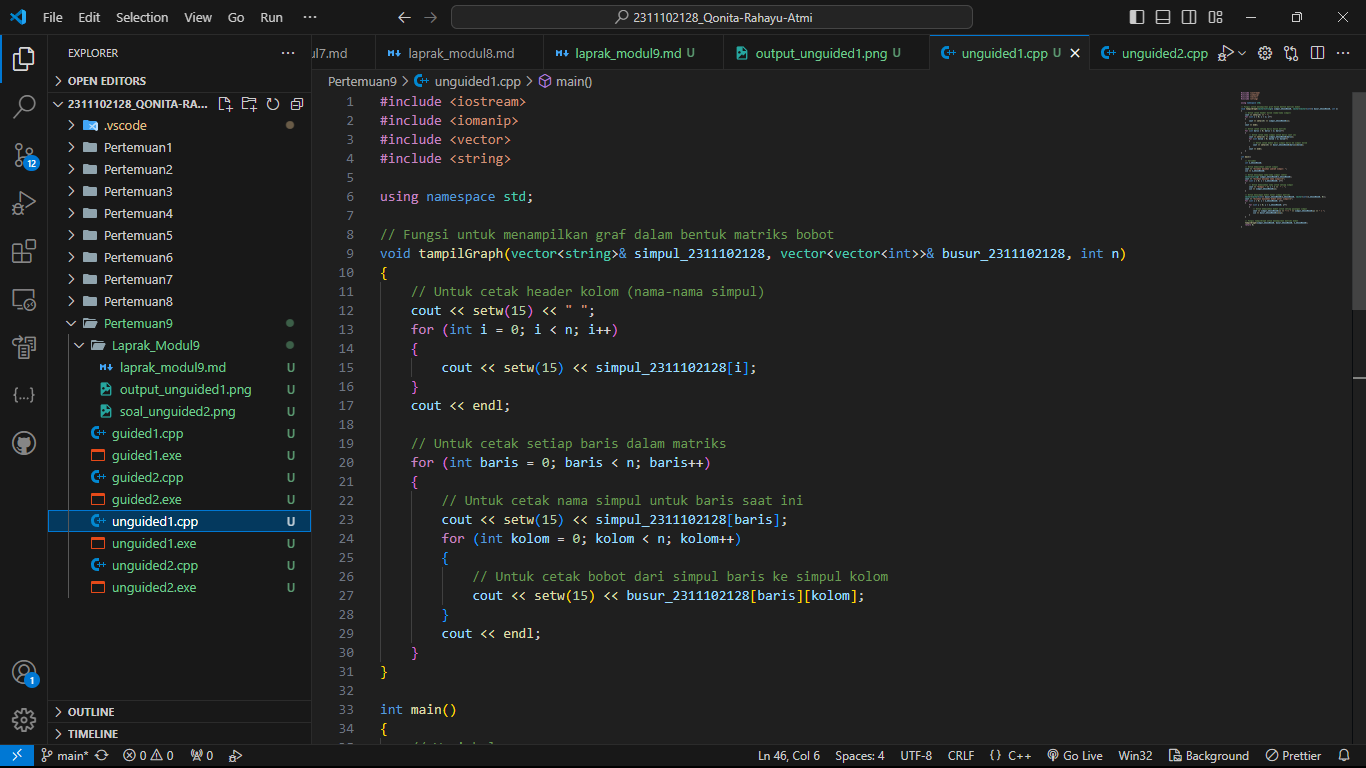 File Edit Selection View Go Run ··· 2311102128_Qonita-Rahayu-Atmi
EXPLORER ···
OPEN EDITORS
2311102128_QONITA-RA...
.vscode
Pertemuan1
Pertemuan2
Pertemuan3
Pertemuan4
Pertemuan5
Pertemuan6
Pertemuan7
Pertemuan8
Pertemuan9
Laprak_Modul9
laprak_modul9.md U
output_unguided1.png U
soal_unguided2.png U
guided1.cpp U
guided1.exe U
guided2.cpp U
guided2.exe U
unguided1.cpp U
unguided1.exe U
unguided2.cpp U
unguided2.exe U
OUTLINE
TIMELINE
12
1
ul7.md laprak_modul8.md laprak_modul9.md U output_unguided1.png U unguided1.cpp U unguided2.cpp ···
Pertemuan9 > unguided1.cpp > main()
1 #include <iostream>
2 #include <iomanip>
3 #include <vector>
4 #include <string>
5
6 using namespace std;
7
8 // Fungsi untuk menampilkan graf dalam bentuk matriks bobot
9 void tampilGraph(vector<string>& simpul_2311102128, vector<vector<int>>& busur_2311102128, int n)
10 {
11 // Untuk cetak header kolom (nama-nama simpul)
12 cout << setw(15) << " ";
13 for (int i = 0; i < n; i++)
14 {
15 cout << setw(15) << simpul_2311102128[i];
16 }
17 cout << endl;
18
19 // Untuk cetak setiap baris dalam matriks
20 for (int baris = 0; baris < n; baris++)
21 {
22 // Untuk cetak nama simpul untuk baris saat ini
23 cout << setw(15) << simpul_2311102128[baris];
24 for (int kolom = 0; kolom < n; kolom++)
25 {
26 // Untuk cetak bobot dari simpul baris ke simpul kolom
27 cout << setw(15) << busur_2311102128[baris][kolom];
28 }
29 cout << endl;
30 }
31 }
32
33 int main()
34 {
main* 0 0 0 Ln 46, Col 6 Spaces: 4 UTF-8 CRLF {} C++ Go Live Win32 Background Prettier